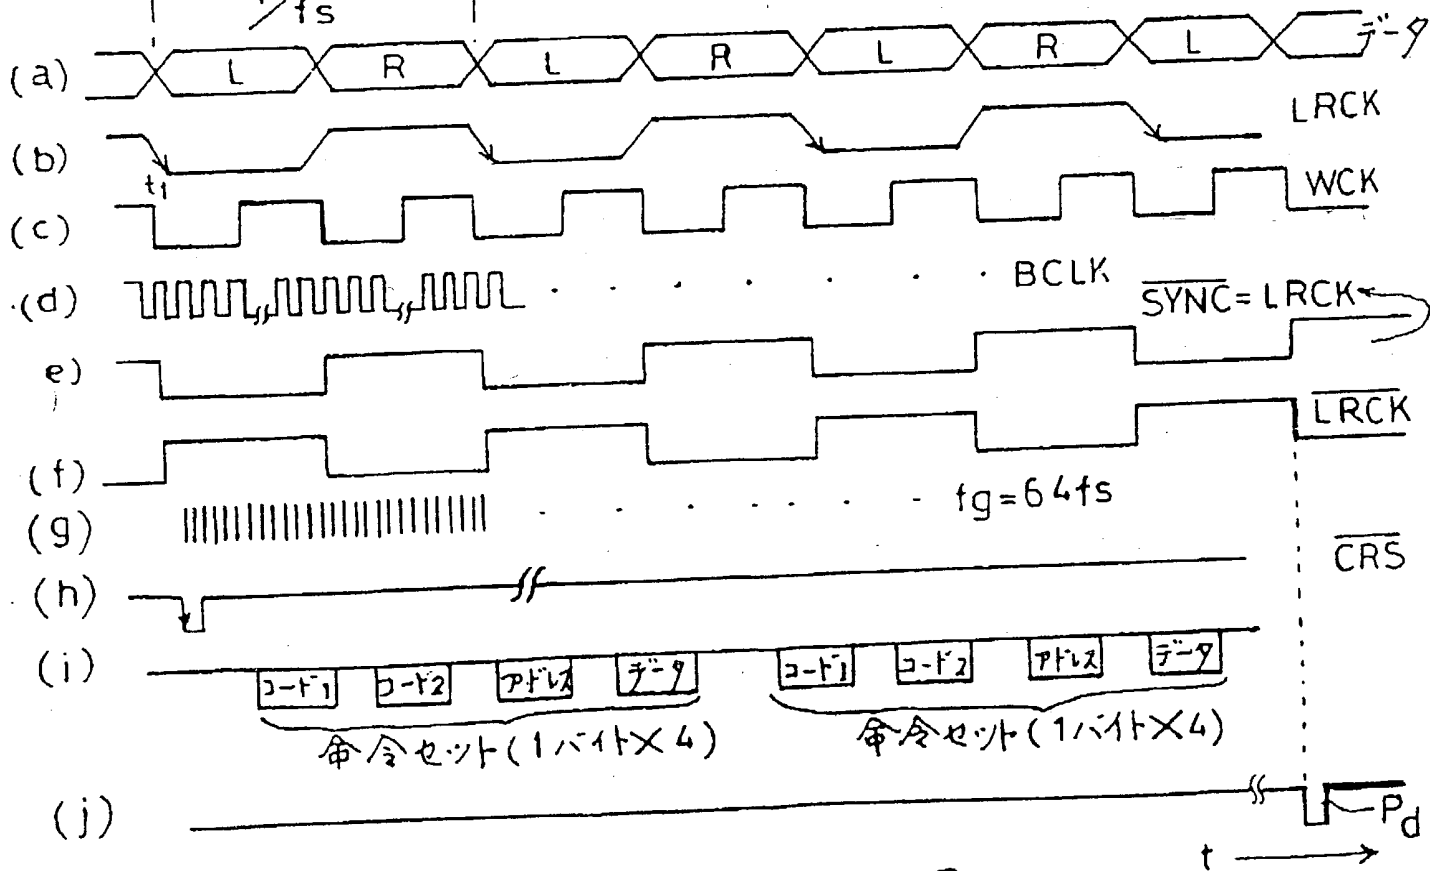 1/fs
(a) L R L R L R L データ
(b) LRCK
t1
(c) WCK
(d) BCLK
SYNC = LRCK
e)
(f) LRCK
(g) fg=64fs
(h) CRS
(i) コード1 コード2 アドレス データ コード1 コード2 アドレス データ
命令セット(1バイト×4) 命令セット(1バイト×4)
(j) Pd
t